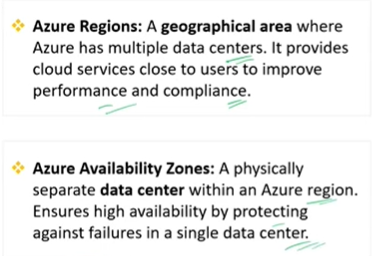 ❖ Azure Regions: A geographical area where
Azure has multiple data centers. It provides
cloud services close to users to improve
performance and compliance.
❖ Azure Availability Zones: A physically
separate data center within an Azure region.
Ensures high availability by protecting
against failures in a single data center.